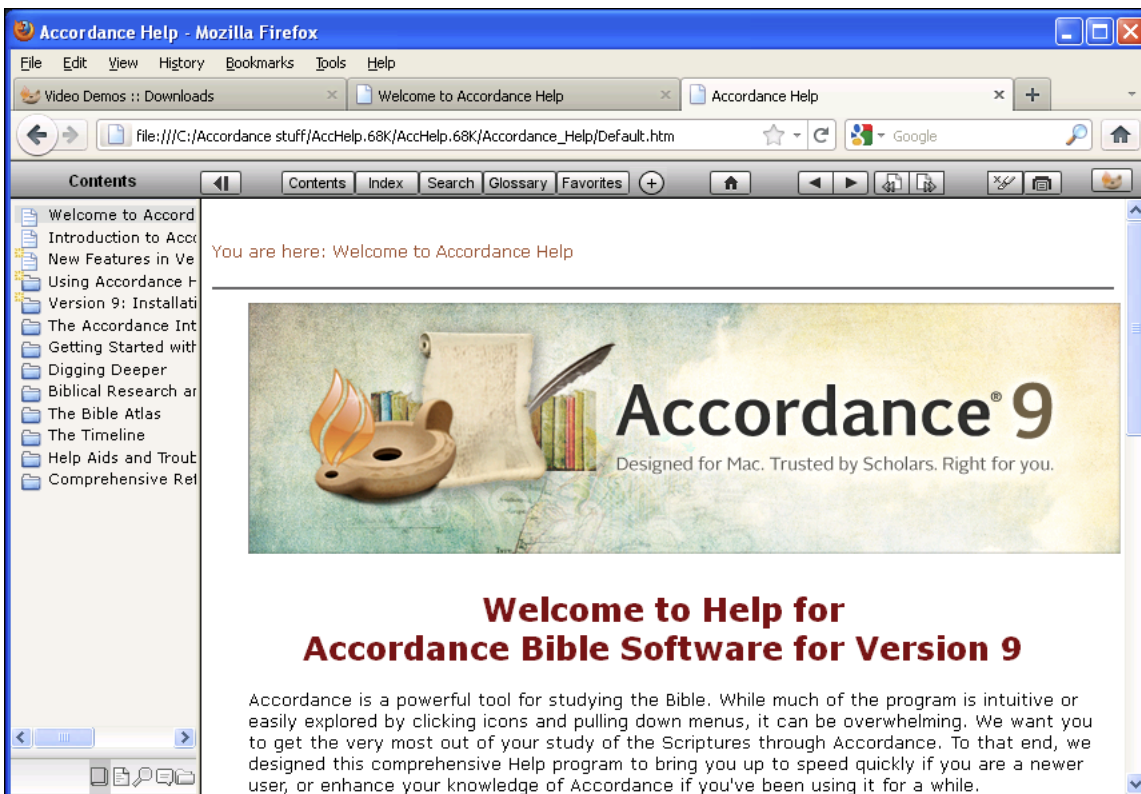 Accordance Help - Mozilla Firefox
File Edit View History Bookmarks Tools Help
Video Demos :: Downloads Welcome to Accordance Help Accordance Help
file:///C:/Accordance stuff/AccHelp.68K/AccHelp.68K/Accordance_Help/Default.htm Google
Contents Contents Index Search Glossary Favorites
Welcome to Accord
Introduction to Acc
New Features in Ve
Using Accordance H
Version 9: Installati
The Accordance Int
Getting Started with
Digging Deeper
Biblical Research ar
The Bible Atlas
The Timeline
Help Aids and Trout
Comprehensive Ref
You are here: Welcome to Accordance Help
Accordance® 9
Designed for Mac. Trusted by Scholars. Right for you.
Welcome to Help for
Accordance Bible Software for Version 9
Accordance is a powerful tool for studying the Bible. While much of the program is intuitive or
easily explored by clicking icons and pulling down menus, it can be overwhelming. We want you
to get the very most out of your study of the Scriptures through Accordance. To that end, we
designed this comprehensive Help program to bring you up to speed quickly if you are a newer
user, or enhance your knowledge of Accordance if you've been using it for a while.